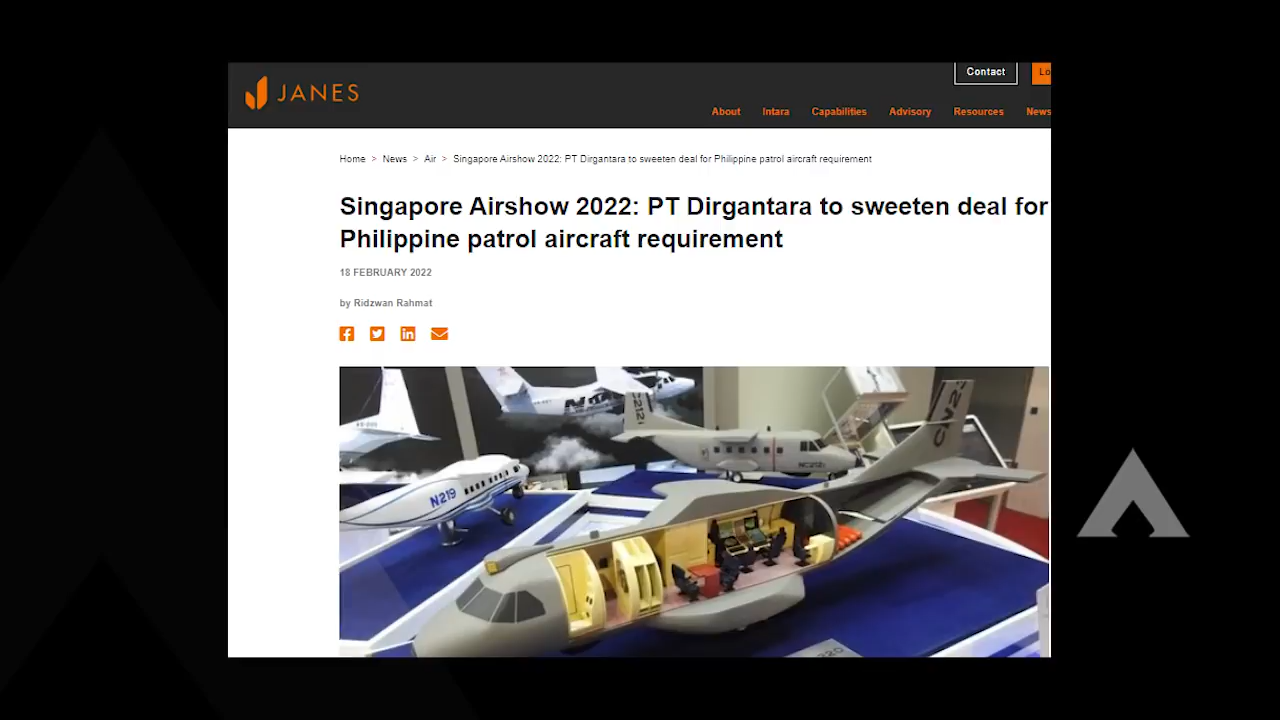 Contact
Lo
JANES
About Intara Capabilities Advisory Resources News
Home > News > Air > Singapore Airshow 2022: PT Dirgantara to sweeten deal for Philippine patrol aircraft requirement
Singapore Airshow 2022: PT Dirgantara to sweeten deal for
Philippine patrol aircraft requirement
18 FEBRUARY 2022
by Ridzwan Rahmat
N219